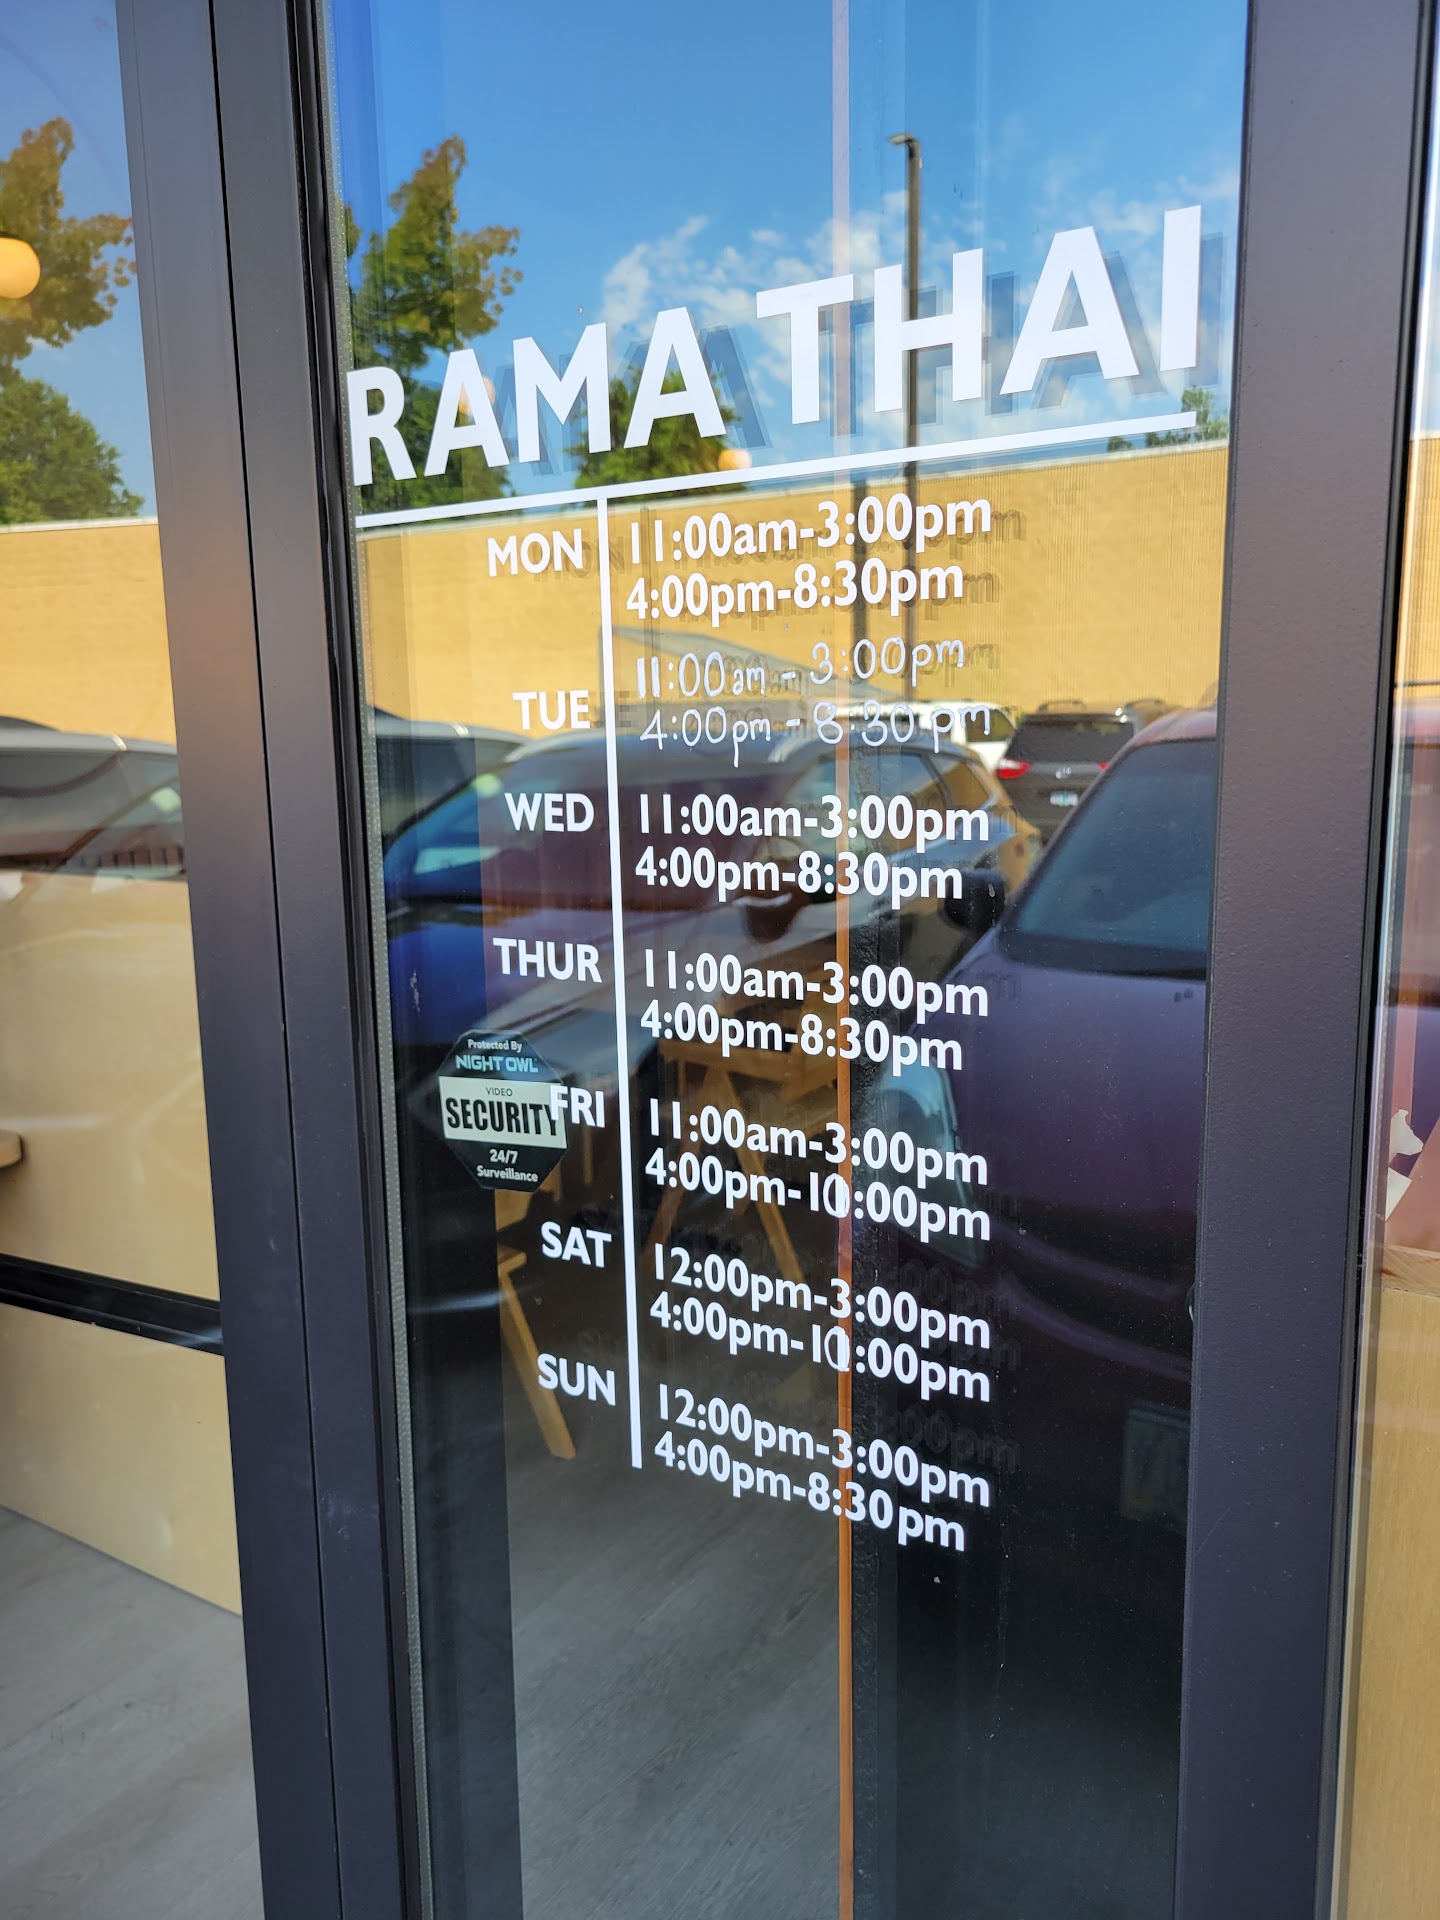 RAMA THAI
MON 11:00am-3:00pm
4:00pm-8:30pm
11:00am - 3:00pm
TUE 4:00pm - 8:30pm
WED 11:00am-3:00pm
4:00pm-8:30pm
THUR 11:00am-3:00pm
4:00pm-8:30pm
Protected By
NIGHT OWL
VIDEO
SECURITY
24/7
Surveillance
FRI 11:00am-3:00pm
4:00pm-10:00pm
SAT 12:00pm-3:00pm
4:00pm-10:00pm
SUN 12:00pm-3:00pm
4:00pm-8:30pm